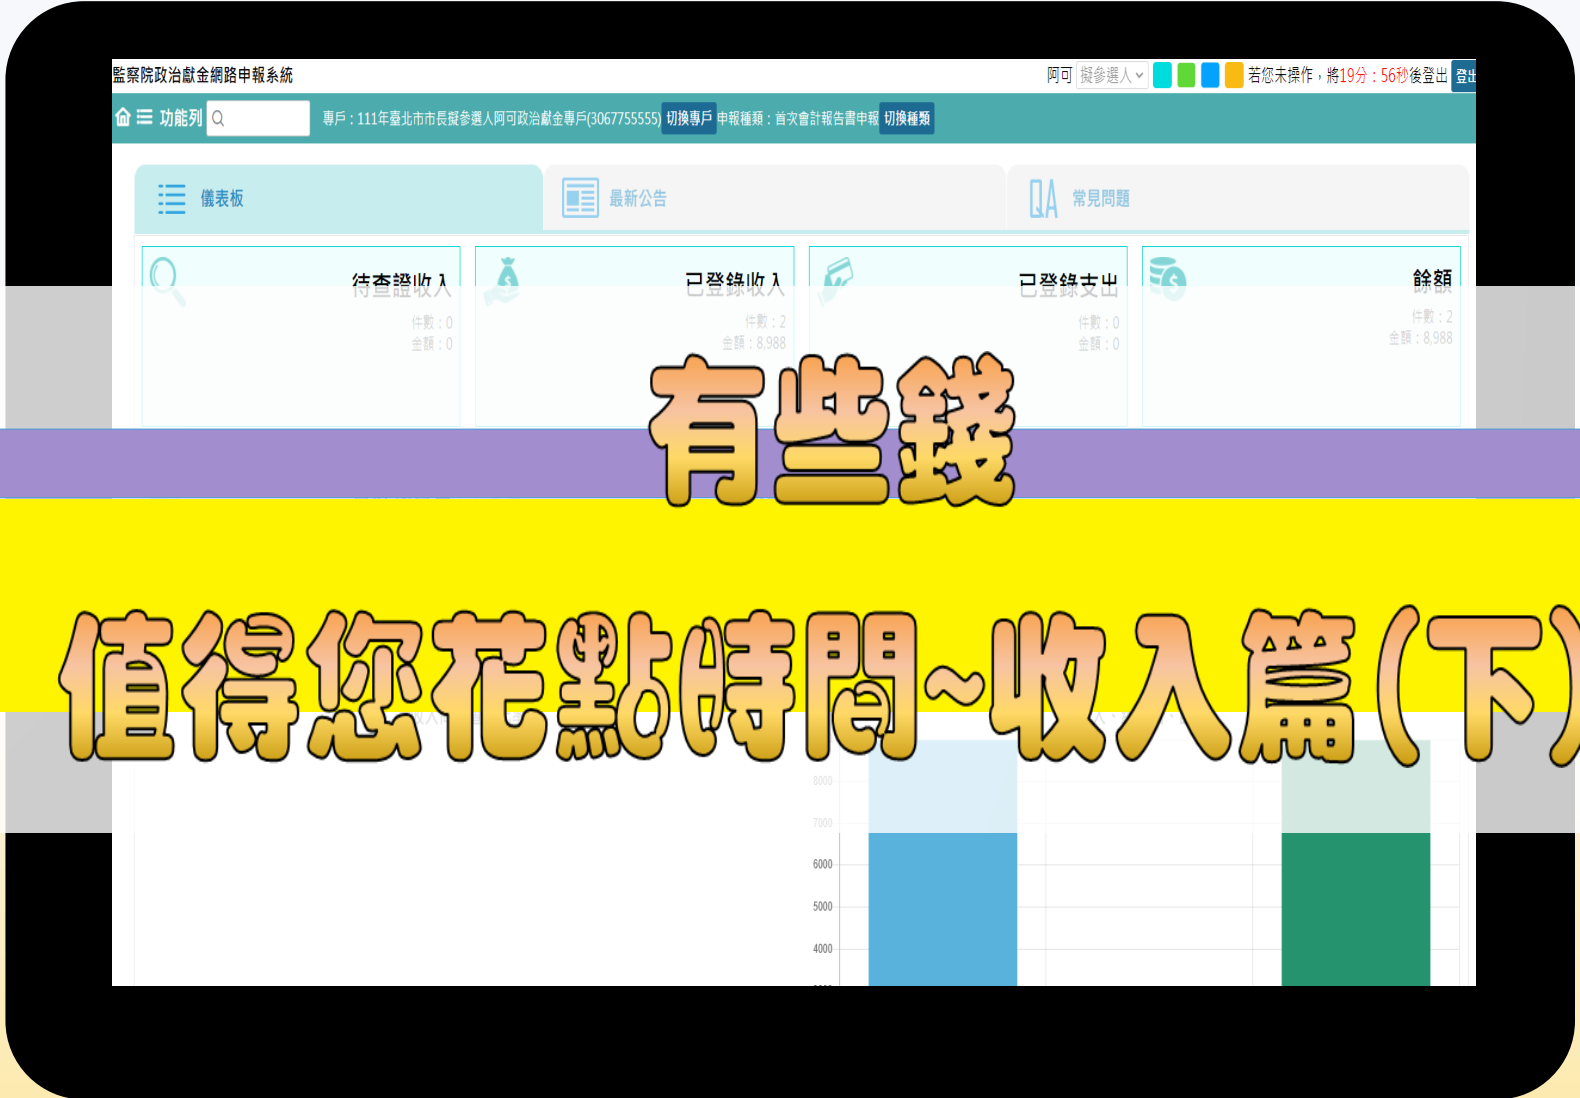 監察院政治獻金網路申報系統
阿可 擬參選人 若您未操作，將19分：56秒後登出 登出
功能列 專戶：111年臺北市市長擬參選人阿可政治獻金專戶(3067755555) 切換專戶 申報種類：首次會計報告書申報 切換種類
儀表板 最新公告 QA 常見問題
待查證收入 已登錄收入 已登錄支出 餘額
件數：0 件數：2 件數：0 件數：2
金額：0 金額：8,988 金額：0 金額：8,988
有些錢
值得您花點時間~收入篇(下)
8000
7000
6000
5000
4000